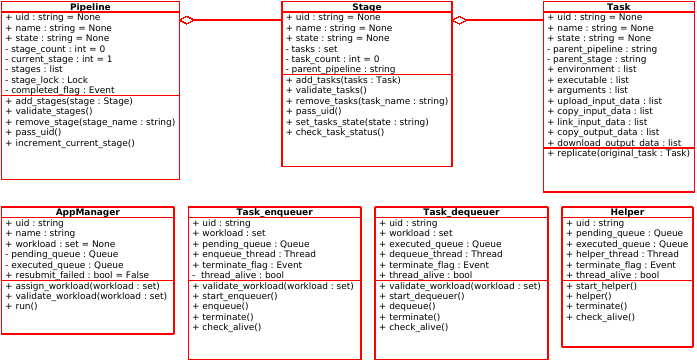 Pipeline
+ uid : string = None
+ name : string = None
+ state : string = None
- stage_count : int = 0
- current_stage : int = 1
- stages : list
- stage_lock : Lock
- completed_flag : Event
+ add_stages(stage : Stage)
+ validate_stages()
+ remove_stage(stage_name : string)
+ pass_uid()
+ increment_current_stage()
Stage
+ uid : string = None
+ name : string = None
+ state : string = None
- tasks : set
- task_count : int = 0
- parent_pipeline : string
+ add_tasks(tasks : Task)
+ validate_tasks()
+ remove_tasks(task_name : string)
+ pass_uid()
+ set_tasks_state(state : string)
+ check_task_status()
Task
+ uid : string = None
+ name : string = None
+ state : string = None
- parent_pipeline : string
- parent_stage : string
+ environment : list
+ executable : list
+ arguments : list
+ upload_input_data : list
+ copy_input_data : list
+ link_input_data : list
+ copy_output_data : list
+ download_output_data : list
+ replicate(original_task : Task)
AppManager
+ uid : string
+ name : string
+ workload : set = None
- pending_queue : Queue
- executed_queue : Queue
+ resubmit_failed : bool = False
+ assign_workload(workload : set)
+ validate_workload(workload : set)
+ run()
Task_enqueuer
+ uid : string
+ workload : set
+ pending_queue : Queue
+ enqueue_thread : Thread
+ terminate_flag : Event
- thread_alive : bool
+ validate_workload(workload : set)
+ start_enqueuer()
+ enqueue()
+ terminate()
+ check_alive()
Task_dequeuer
+ uid : string
+ workload : set
+ executed_queue : Queue
+ dequeue_thread : Thread
+ terminate_flag : Event
+ thread_alive : bool
+ validate_workload(workload : set)
+ start_dequeuer()
+ dequeue()
+ terminate()
+ check_alive()
Helper
+ uid : string
+ pending_queue : Queue
+ executed_queue : Queue
+ helper_thread : Thread
+ terminate_flag : Event
+ thread_alive : bool
+ start_helper()
+ helper()
+ terminate()
+ check_alive()